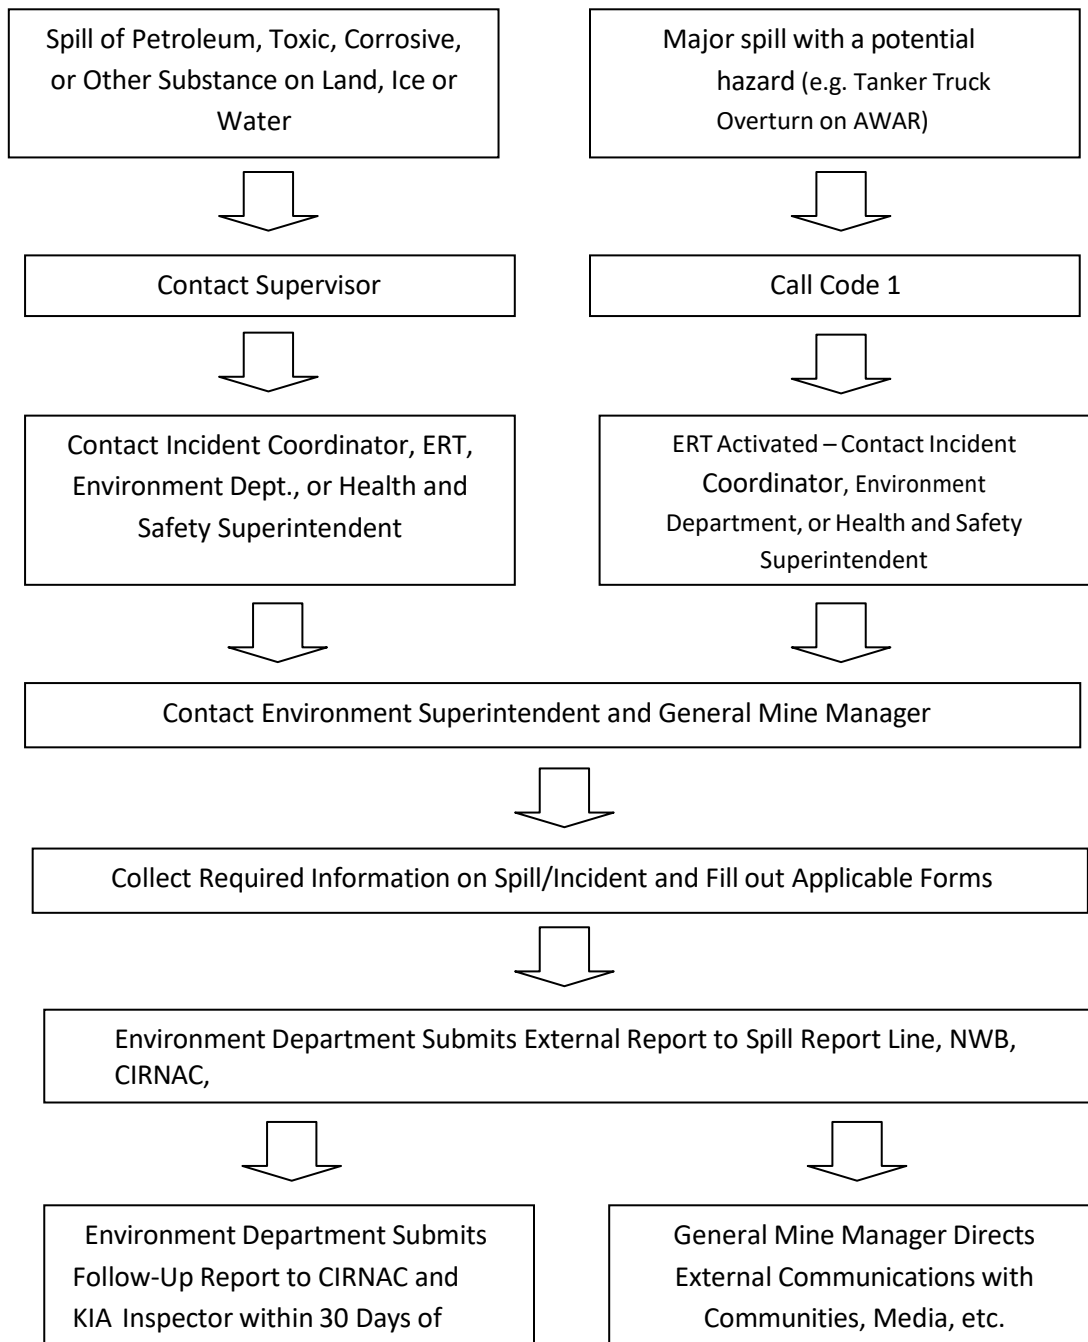 Spill of Petroleum, Toxic, Corrosive,
or Other Substance on Land, Ice or
Water
Major spill with a potential
hazard (e.g. Tanker Truck
Overturn on AWAR)
Contact Supervisor
Call Code 1
Contact Incident Coordinator, ERT,
Environment Dept., or Health and
Safety Superintendent
ERT Activated – Contact Incident
Coordinator, Environment
Department, or Health and Safety
Superintendent
Contact Environment Superintendent and General Mine Manager
Collect Required Information on Spill/Incident and Fill out Applicable Forms
Environment Department Submits External Report to Spill Report Line, NWB,
CIRNAC,
Environment Department Submits
Follow-Up Report to CIRNAC and
KIA Inspector within 30 Days of
General Mine Manager Directs
External Communications with
Communities, Media, etc.